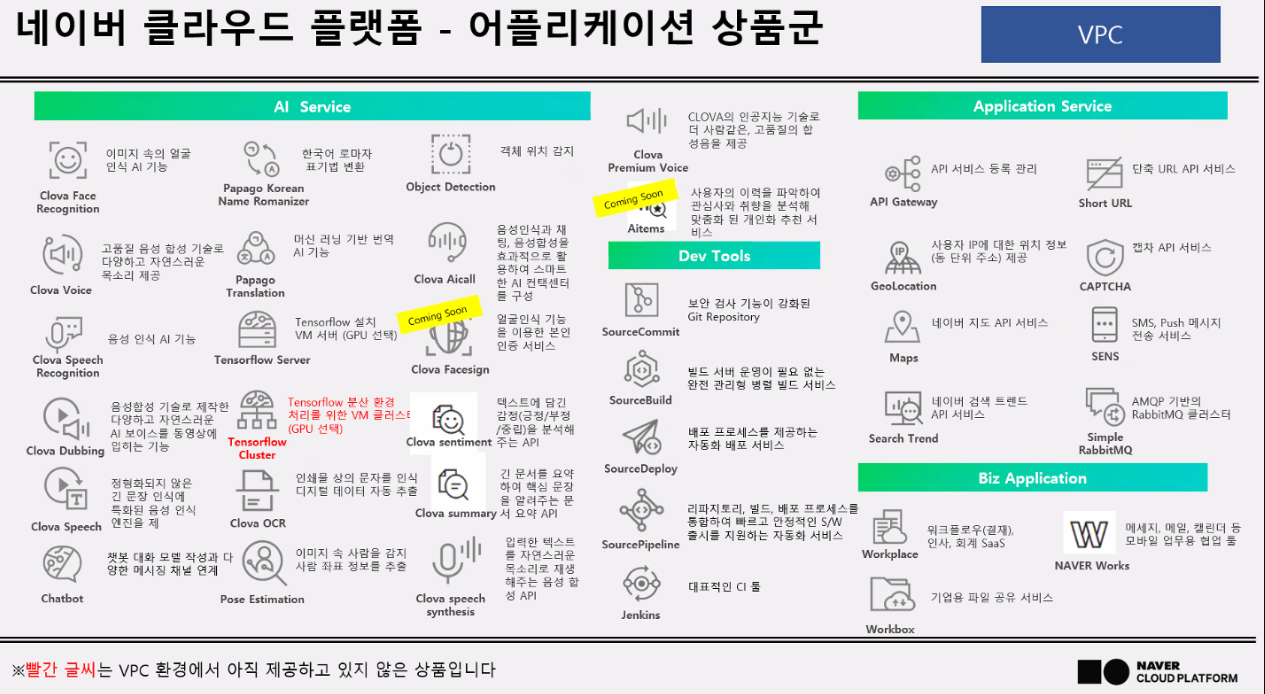 네이버 클라우드 플랫폼 - 어플리케이션 상품군
VPC
AI Service
이미지 속의 얼굴
인식 AI 기능
Clova Face
Recognition
한국어 로마자
표기법 변환
Papago Korean
Name Romanizer
객체 위치 감지
Object Detection
고품질 음성 합성 기술로
다양하고 자연스러운
목소리 제공
Clova Voice
머신 러닝 기반 번역
AI 기능
Papago
Translation
음성인식과 채
팅, 음성합성을
효과적으로 활
용하여 스마트
한 AI 컨택센터
를 구성
Clova Aicall
음성 인식 AI 기능
Clova Speech
Recognition
Tensorflow 설치
VM 서버 (GPU 선택)
Tensorflow Server
Coming Soon
얼굴인식 기능
을 이용한 본인
인증 서비스
Clova Facesign
음성합성 기술로 제작한
다양하고 자연스러운
AI 보이스를 동영상에
입히는 기능
Clova Dubbing
Tensorflow 분산 환경
처리를 위한 VM 클러스터
(GPU 선택)
Tensorflow
Cluster
텍스트에 담긴
감정(긍정/부정
/중립)을 분석해
주는 API
Clova sentiment
정형화되지 않은
긴 문장 인식에
특화된 음성 인식
엔진을 제
Clova Speech
인쇄물 상의 문자를 인식
디지털 데이터 자동 추출
Clova OCR
긴 문서를 요약
하여 핵심 문장
을 알려주는 문
서 요약 API
Clova summary
챗봇 대화 모델 작성과 다
양한 메시징 채널 연계
Chatbot
이미지 속 사람을 감지
사람 좌표 정보를 추출
Pose Estimation
입력한 텍스트
를 자연스러운
목소리로 재생
해주는 음성 합
성 API
Clova speech
synthesis
CLOVA의 인공지능 기술로
더 사람같은, 고품질의 합
성음을 제공
Clova
Premium Voice
Coming Soon
사용자의 이력을 파악하여
관심사와 취향을 분석해
맞춤화 된 개인화 추천 서
비스
Aitems
Dev Tools
보안 검사 기능이 강화된
Git Repository
SourceCommit
빌드 서버 운영이 필요 없는
완전 관리형 병렬 빌드 서비스
SourceBuild
배포 프로세스를 제공하는
자동화 배포 서비스
SourceDeploy
리파지토리, 빌드, 배포 프로세스를
통합하여 빠르고 안정적인 S/W
출시를 지원하는 자동화 서비스
SourcePipeline
대표적인 CI 툴
Jenkins
Application Service
API 서비스 등록 관리
API Gateway
단축 URL API 서비스
Short URL
IP
사용자 IP에 대한 위치 정보
(동 단위 주소) 제공
GeoLocation
캡차 API 서비스
CAPTCHA
네이버 지도 API 서비스
Maps
SMS, Push 메시지
전송 서비스
SENS
네이버 검색 트렌드
API 서비스
Search Trend
AMQP 기반의
RabbitMQ 클러스터
Simple
RabbitMQ
Biz Application
워크플로우(결재),
인사, 회계 SaaS
Workplace
메세지, 메일, 캘린더 등
모바일 업무용 협업 툴
NAVER Works
기업용 파일 공유 서비스
Workbox
※빨간 글씨는 VPC 환경에서 아직 제공하고 있지 않은 상품입니다
NAVER
CLOUD PLATFORM